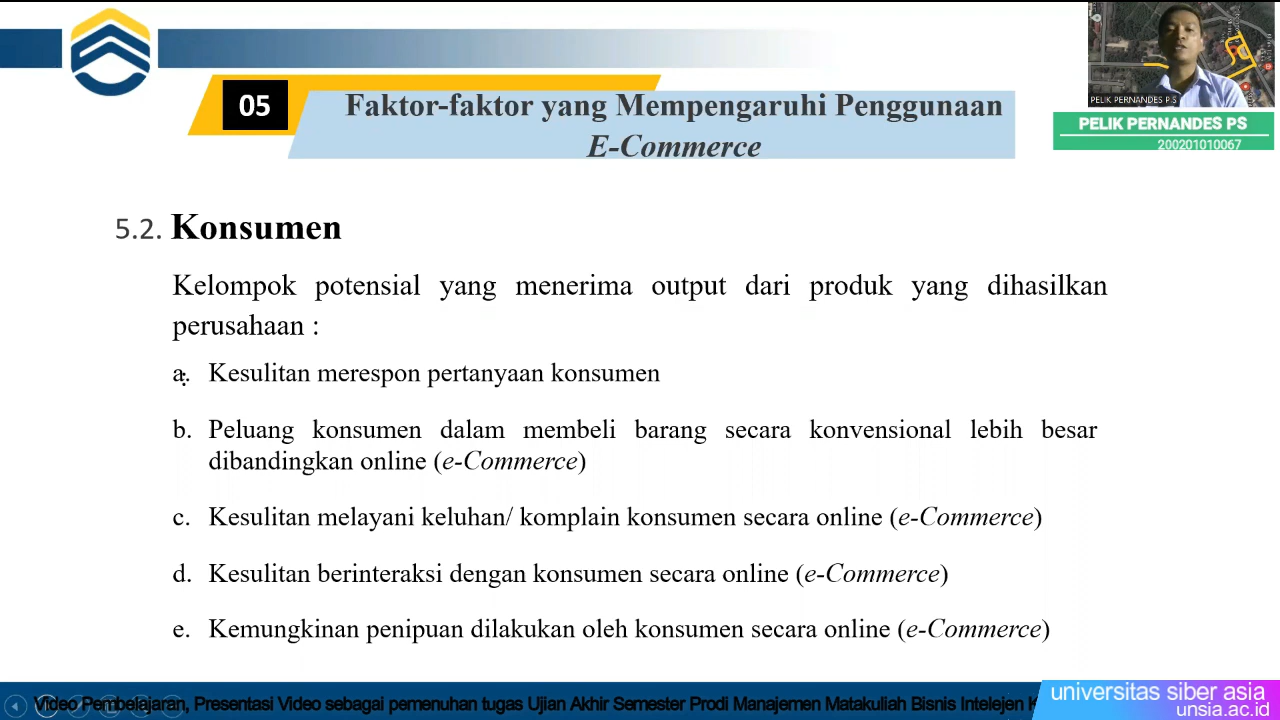 05
Faktor-faktor yang Mempengaruhi Penggunaan
E-Commerce
PELIK PERNANDES P.S
PELIK PERNANDES PS
200201010067
5.2. Konsumen
Kelompok potensial yang menerima output dari produk yang dihasilkan
perusahaan :
a. Kesulitan merespon pertanyaan konsumen
b. Peluang konsumen dalam membeli barang secara konvensional lebih besar
dibandingkan online (e-Commerce)
c. Kesulitan melayani keluhan/ komplain konsumen secara online (e-Commerce)
d. Kesulitan berinteraksi dengan konsumen secara online (e-Commerce)
e. Kemungkinan penipuan dilakukan oleh konsumen secara online (e-Commerce)
Video Pembelajaran, Presentasi Video sebagai pemenuhan tugas Ujian Akhir Semester Prodi Manajemen Matakuliah Bisnis Intelejen
universitas siber asia
unsia.ac.id